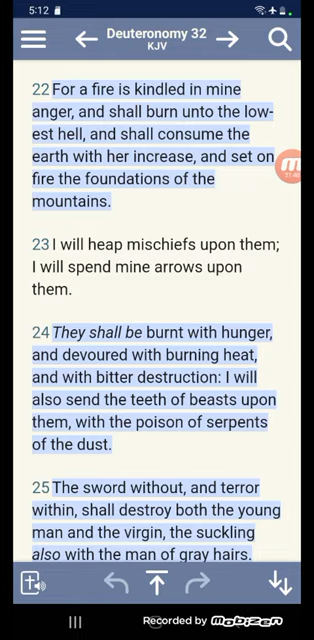 5:12
Deuteronomy 32
KJV
22 For a fire is kindled in mine
anger, and shall burn unto the low-
est hell, and shall consume the
earth with her increase, and set on
fire the foundations of the
mountains.
23 I will heap mischiefs upon them;
I will spend mine arrows upon
them.
24 They shall be burnt with hunger,
and devoured with burning heat,
and with bitter destruction: I will
also send the teeth of beasts upon
them, with the poison of serpents
of the dust.
25 The sword without, and terror
within, shall destroy both the young
man and the virgin, the suckling
also with the man of gray hairs.
Recorded by mobizen